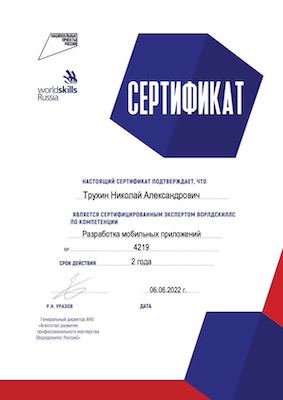 НАЦИОНАЛЬНЫЕ
ПРОЕКТЫ
РОССИИ
worldskills
Russia
СЕРТИФИКАТ
НАСТОЯЩИЙ СЕРТИФИКАТ ПОДТВЕРЖДАЕТ, ЧТО
Трухин Николай Александрович
ЯВЛЯЕТСЯ СЕРТИФИЦИРОВАННЫМ ЭКСПЕРТОМ ВОРЛДСКИЛЛС
ПО КОМПЕТЕНЦИИ
Разработка мобильных приложений
№ 4219
СРОК ДЕЙСТВИЯ 2 года
06.06.2022 г.
Р.Н. УРАЗОВ ДАТА
Генеральный директор АНО
«Агентство развития
профессионального мастерства
(Ворлдскиллс Россия)»